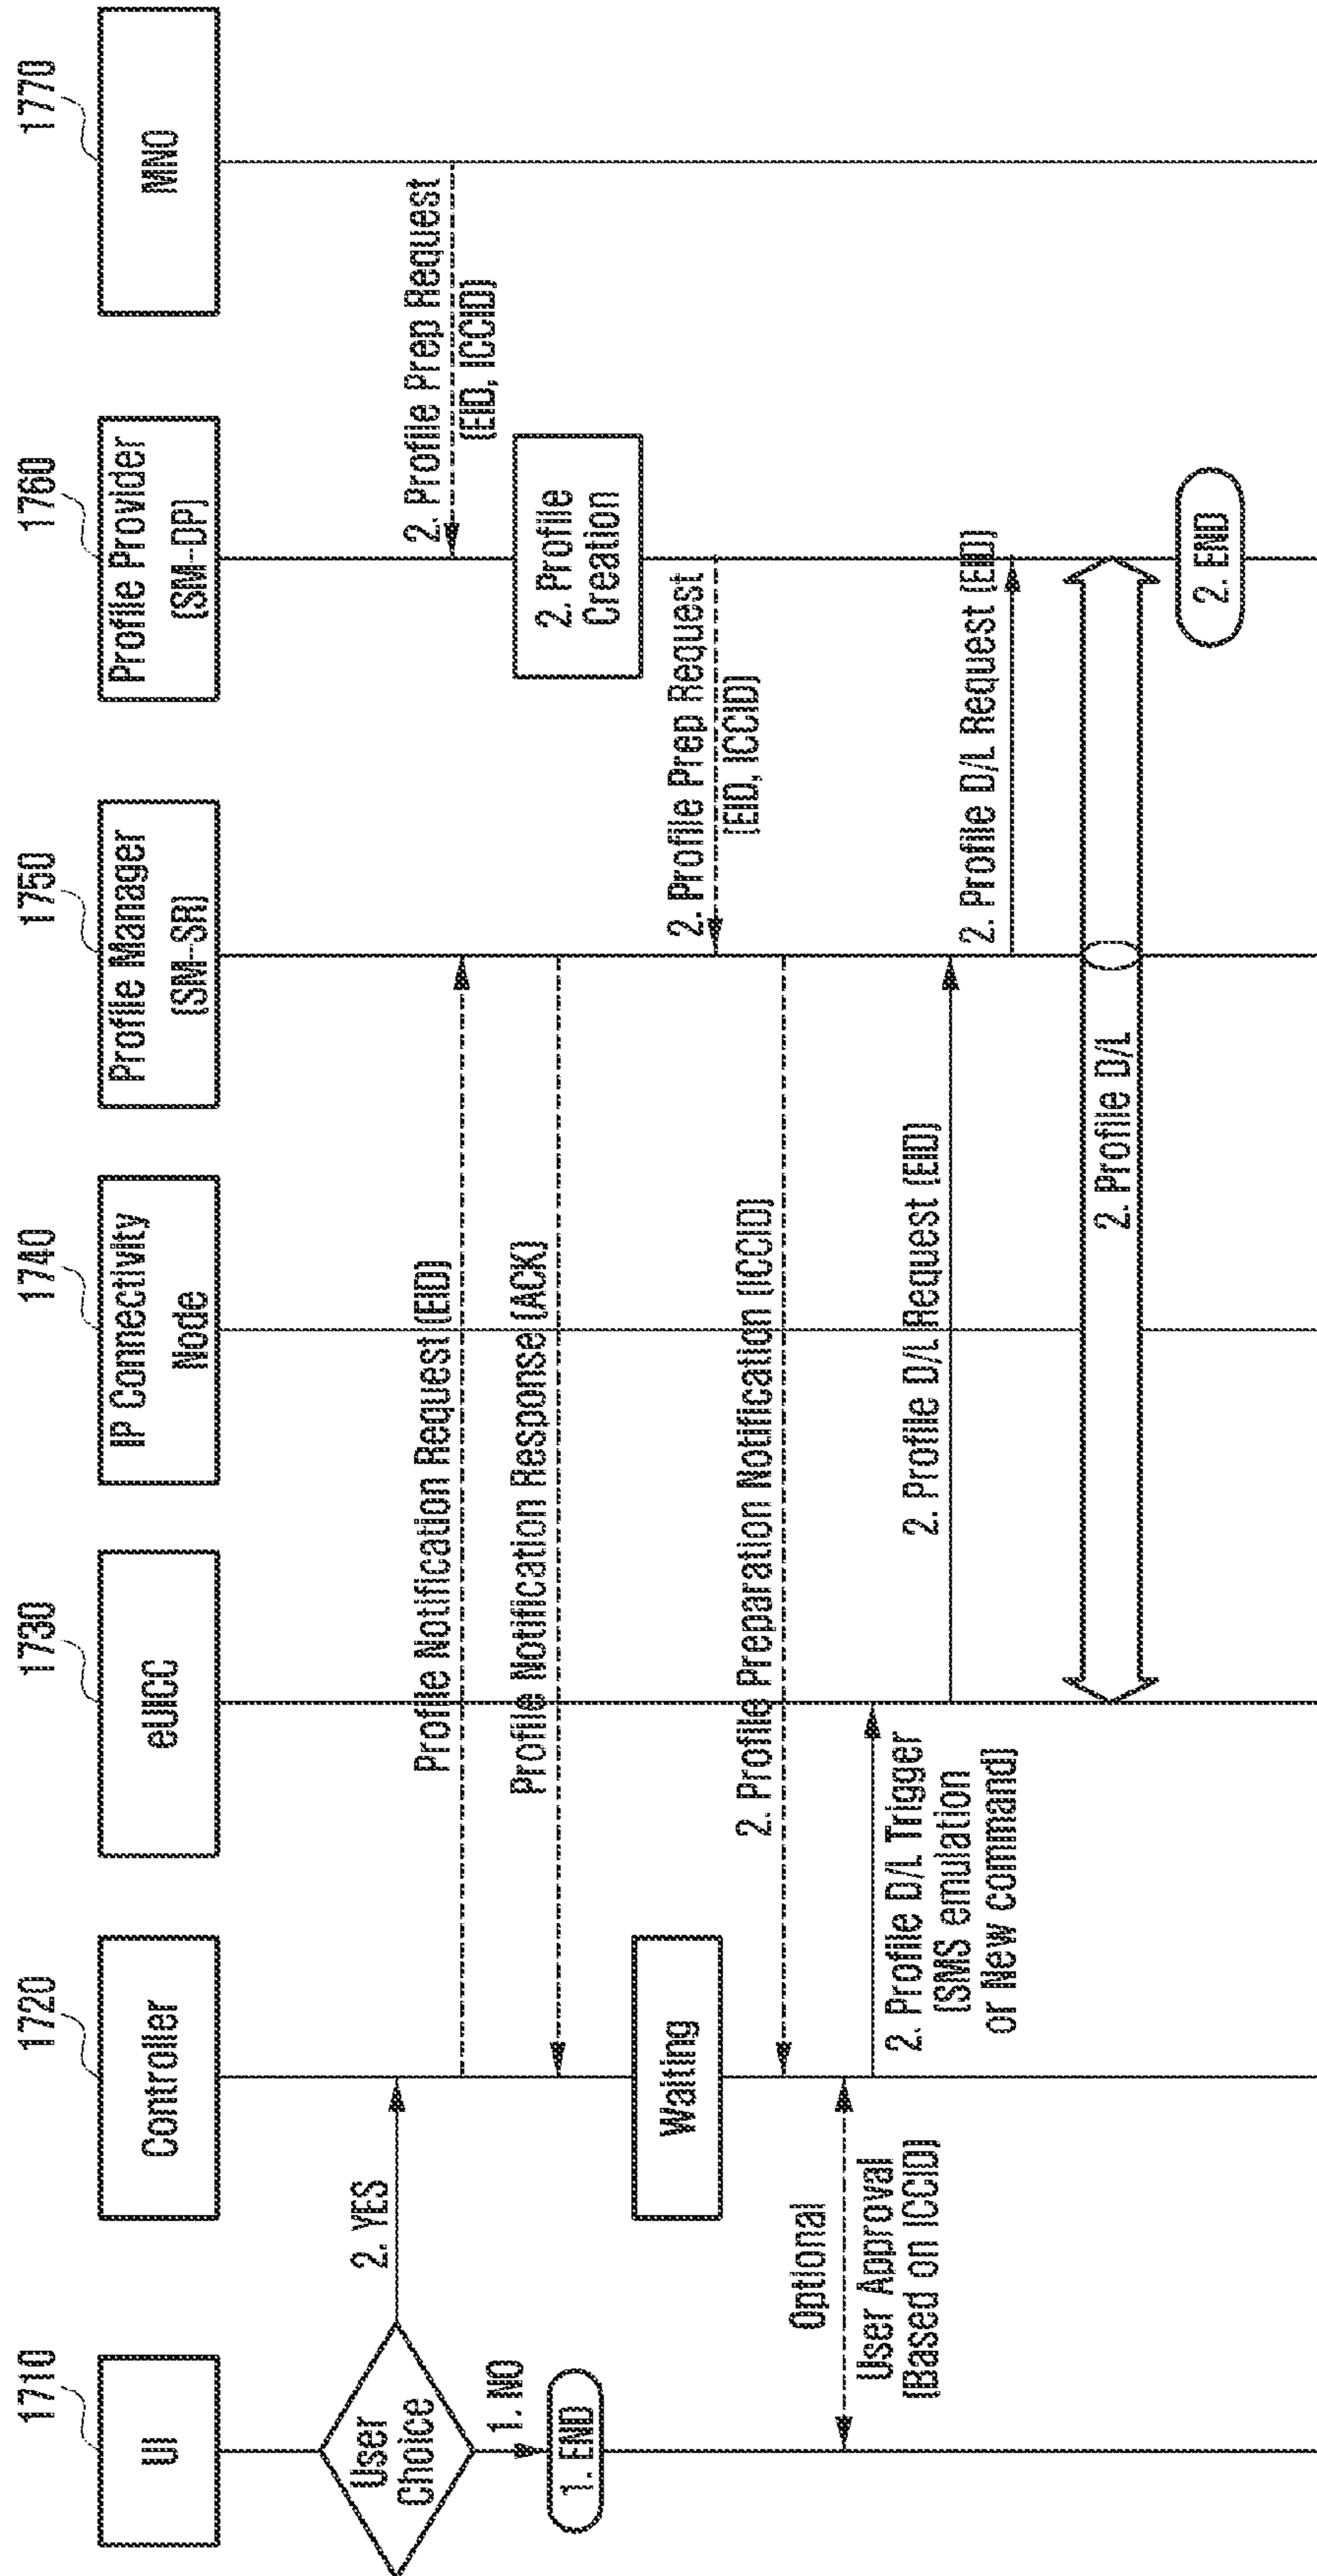 1710
1720
1730
1740
1750
1760
1770
UI
Controller
eUICC
IP Connectivity
Node
Profile Manager
(SM-SR)
Profile Provider
(SM-DP)
MNO
User
Choice
2. YES
1. NO
1. END
2. Profile Prep Request
(EID, ICCID)
Profile Notification Request (EID)
2. Profile
Creation
Profile Notification Response (ACK)
Waiting
2. Profile Prep Request
(EID, ICCID)
2. Profile Preparation Notification (ICCID)
Optional
User Approval
(Based on ICCID)
2. Profile D/L Trigger
(SMS emulation
or New command)
2. Profile D/L Request (EID)
2. Profile D/L Request (EID)
2. Profile D/L
2. END